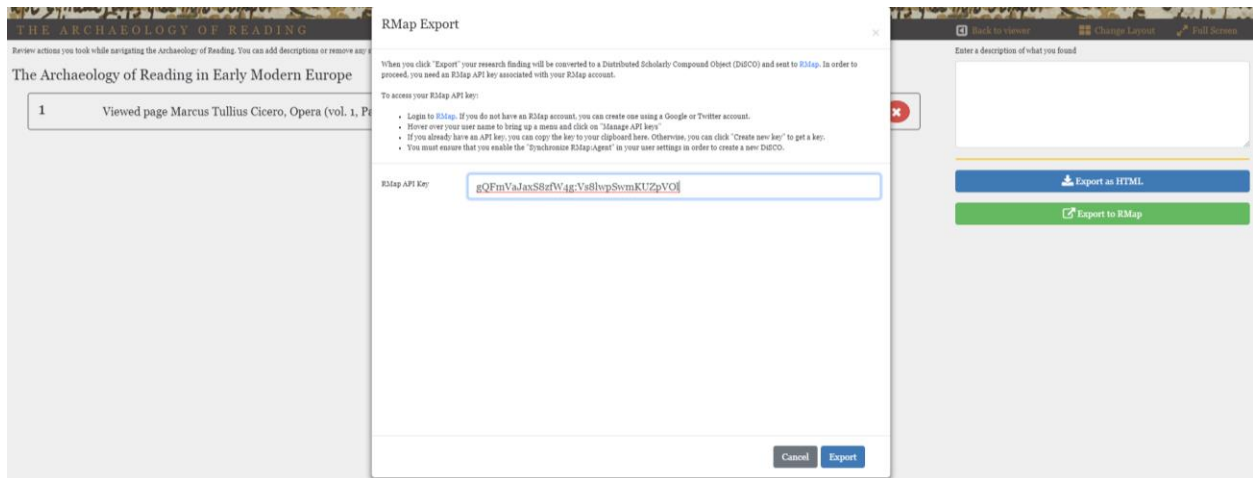 THE ARCHAEOLOGY OF READING
Review actions you took while navigating the Archaeology of Reading. You can add descriptions or remove any
The Archaeology of Reading in Early Modern Europe
1 Viewed page Marcus Tullius Cicero, Opera (vol. 1, Pa
RMap Export
×
When you click "Export" your research finding will be converted to a Distributed Scholarly Compound Object (DiSCO) and sent to RMap. In order to
proceed, you need an RMap API key associated with your RMap account.
To access your RMap API key:
• Login to RMap. If you do not have an RMap account, you can create one using a Google or Twitter account.
• Hover over your user name to bring up a menu and click on "Manage API keys"
• If you already have an API key, you can copy the key to your clipboard here. Otherwise, you can click "Create new key" to get a key.
• You must ensure that you enable the "Synchronize RMap:Agent" in your user settings in order to create a new DiSCO.
RMap API Key gQFmVaJaxS8zfW4g:Vs8lwpSwmKUZpVOl
Cancel Export
Back to viewer Change Layout Full Screen
Enter a description of what you found
Export as HTML
Export to RMap